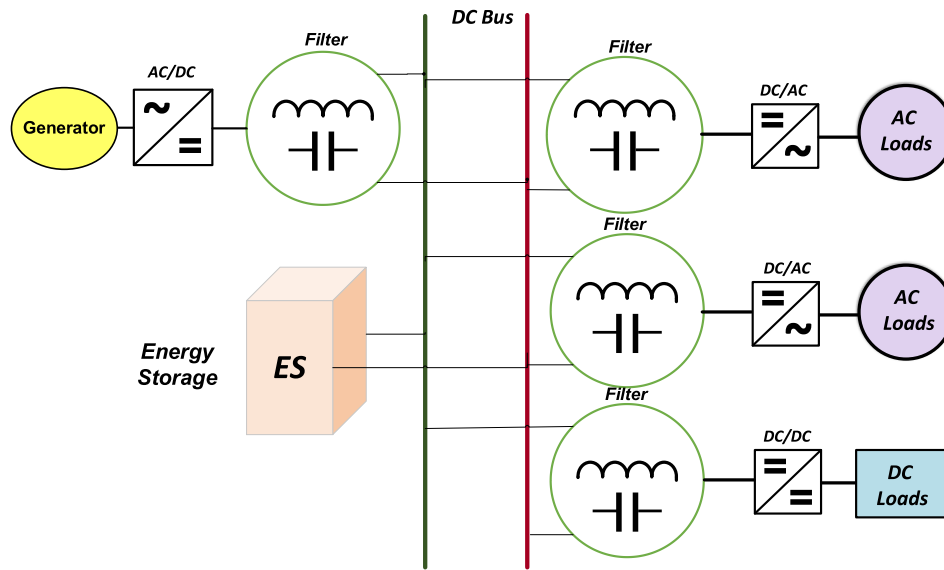 DC Bus
Filter
AC/DC
Generator
Filter
DC/AC
AC
Loads
Filter
DC/AC
AC
Loads
Energy
Storage
ES
Filter
DC/DC
DC
Loads